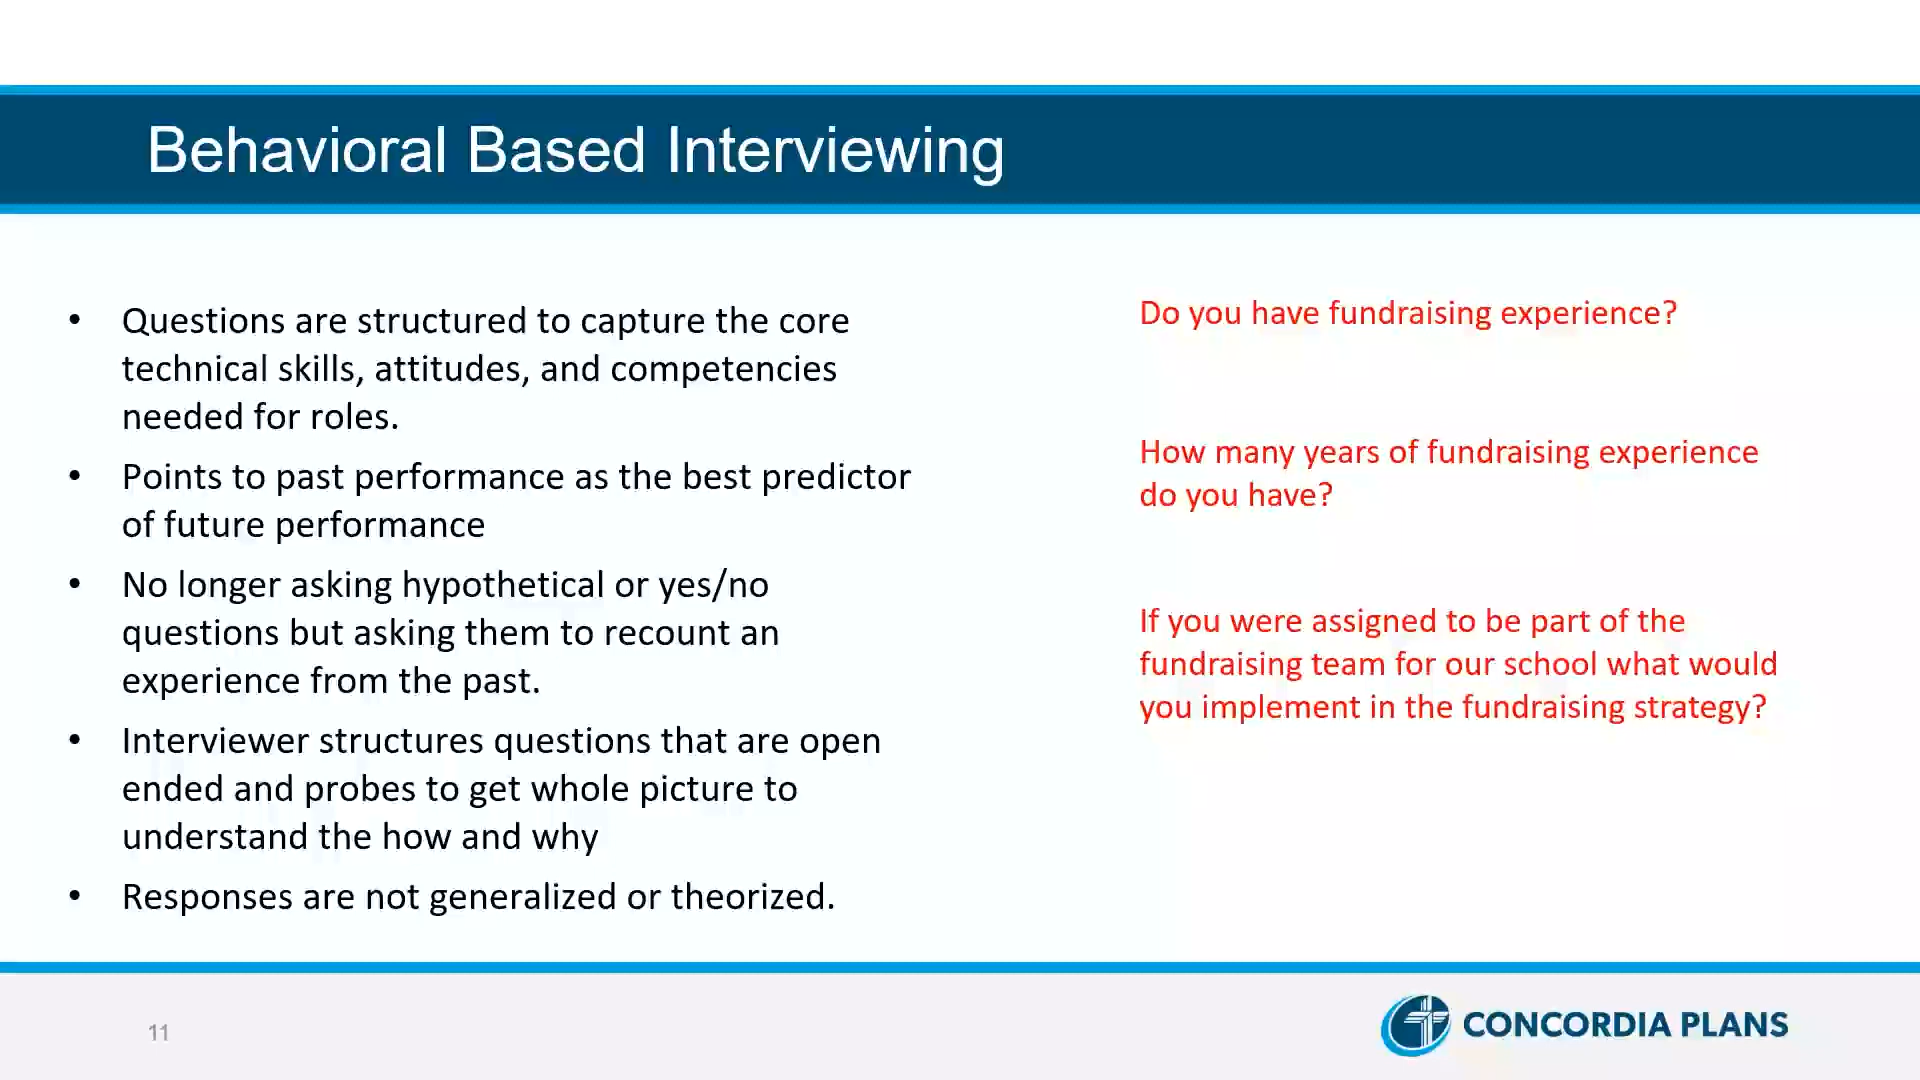 Behavioral Based Interviewing
• Questions are structured to capture the core
technical skills, attitudes, and competencies
needed for roles.
• Points to past performance as the best predictor
of future performance
• No longer asking hypothetical or yes/no
questions but asking them to recount an
experience from the past.
• Interviewer structures questions that are open
ended and probes to get whole picture to
understand the how and why
• Responses are not generalized or theorized.
Do you have fundraising experience?
How many years of fundraising experience
do you have?
If you were assigned to be part of the
fundraising team for our school what would
you implement in the fundraising strategy?
11
CONCORDIA PLANS